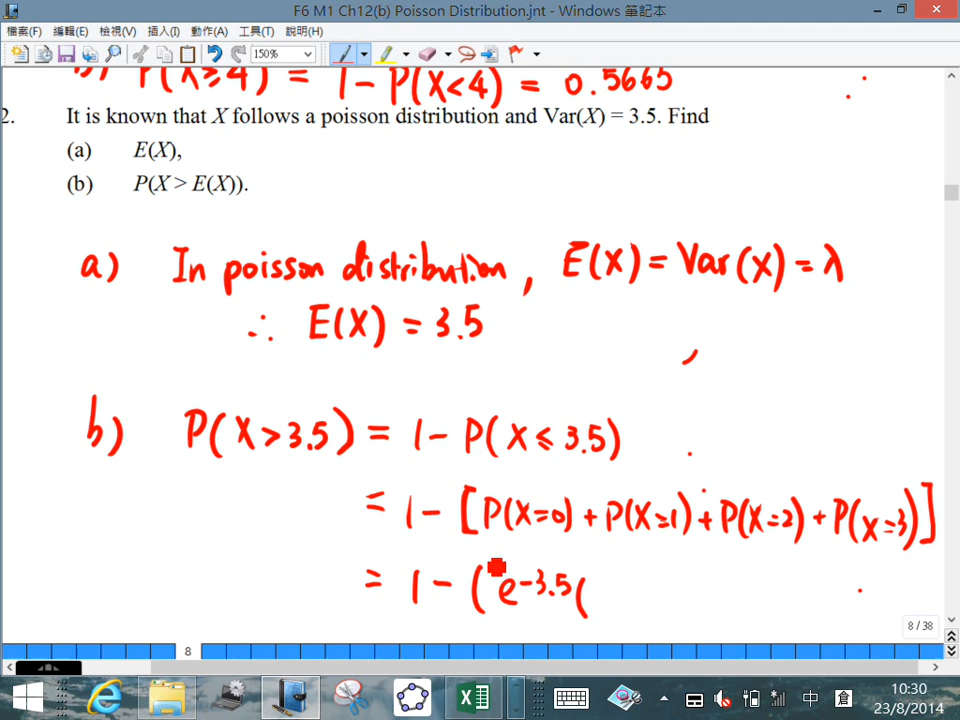 F6 M1 Ch12(b) Poisson Distribution.jnt - Windows 筆記本
檔案(F) 編輯(E) 檢視(V) 插入(I) 動作(A) 工具(T) 說明(H)
150%
b) P(X≥4) = 1 - P(X<4) = 0.5665
2. It is known that X follows a poisson distribution and Var(X) = 3.5. Find
(a) E(X),
(b) P(X > E(X)).
a) In poisson distribution, E(X) = Var(X) = λ
∴ E(X) = 3.5
b) P(X > 3.5) = 1 - P(X ≤ 3.5)
= 1 - [P(X=0) + P(X=1) + P(X=2) + P(X=3)]
= 1 - (e-3.5(
8 / 38
8
中 倉 10:30
23/8/2014